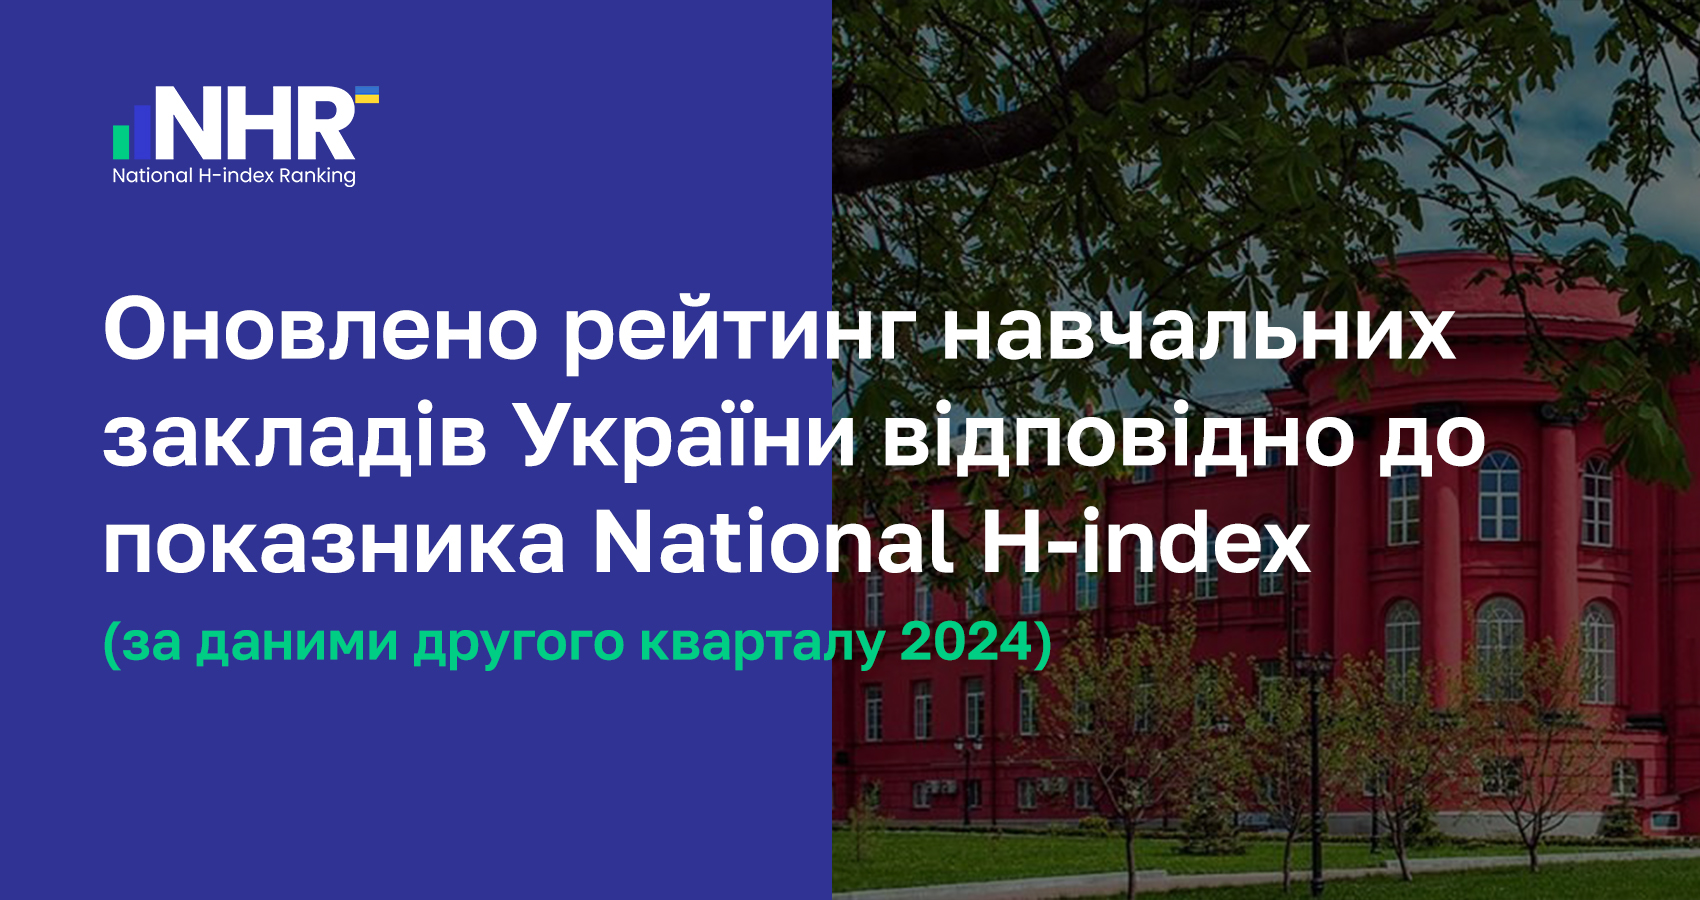 NHR
National H-index Ranking
Оновлено рейтинг навчальних
закладів України відповідно до
показника National H-index
(за даними другого кварталу 2024)